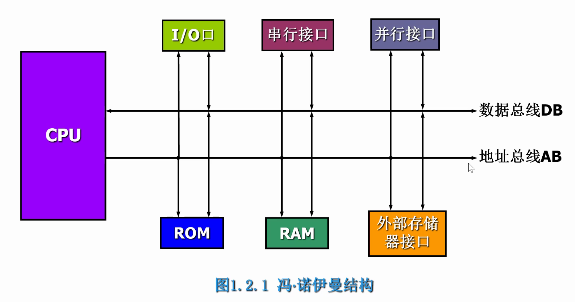 I/O口
串行接口
并行接口
CPU
数据总线DB
地址总线AB
ROM
RAM
外部存储
器接口
图1.2.1 冯·诺伊曼结构